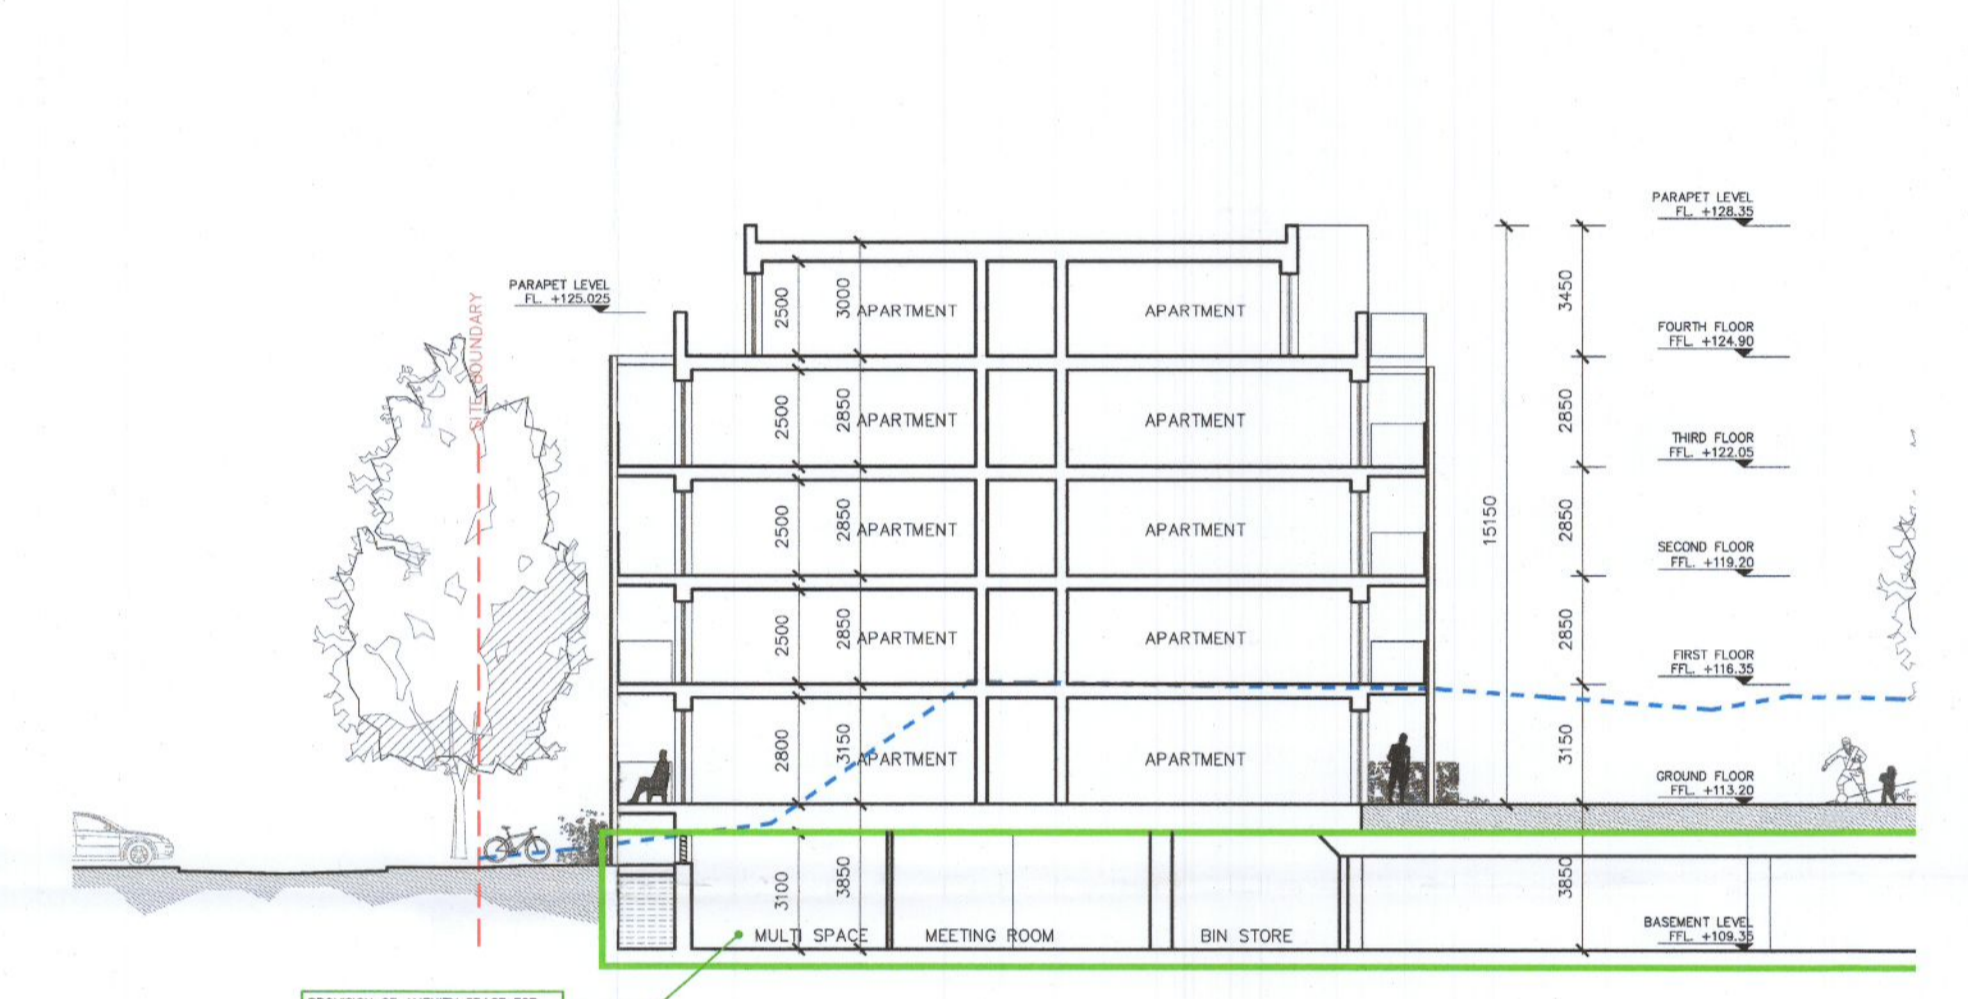 PARAPET LEVEL
FL. +128.35
PARAPET LEVEL
FL. +125.025
SITE BOUNDARY
2500
3000
APARTMENT
APARTMENT
3450
FOURTH FLOOR
FFL. +124.90
2500
2850
APARTMENT
APARTMENT
2850
THIRD FLOOR
FFL. +122.05
2500
2850
APARTMENT
APARTMENT
15150
2850
SECOND FLOOR
FFL. +119.20
2500
2850
APARTMENT
APARTMENT
2850
FIRST FLOOR
FFL. +116.35
2800
3150
APARTMENT
APARTMENT
3150
GROUND FLOOR
FFL. +113.20
3100
3850
3850
MULTI SPACE
MEETING ROOM
BIN STORE
BASEMENT LEVEL
FFL. +109.35